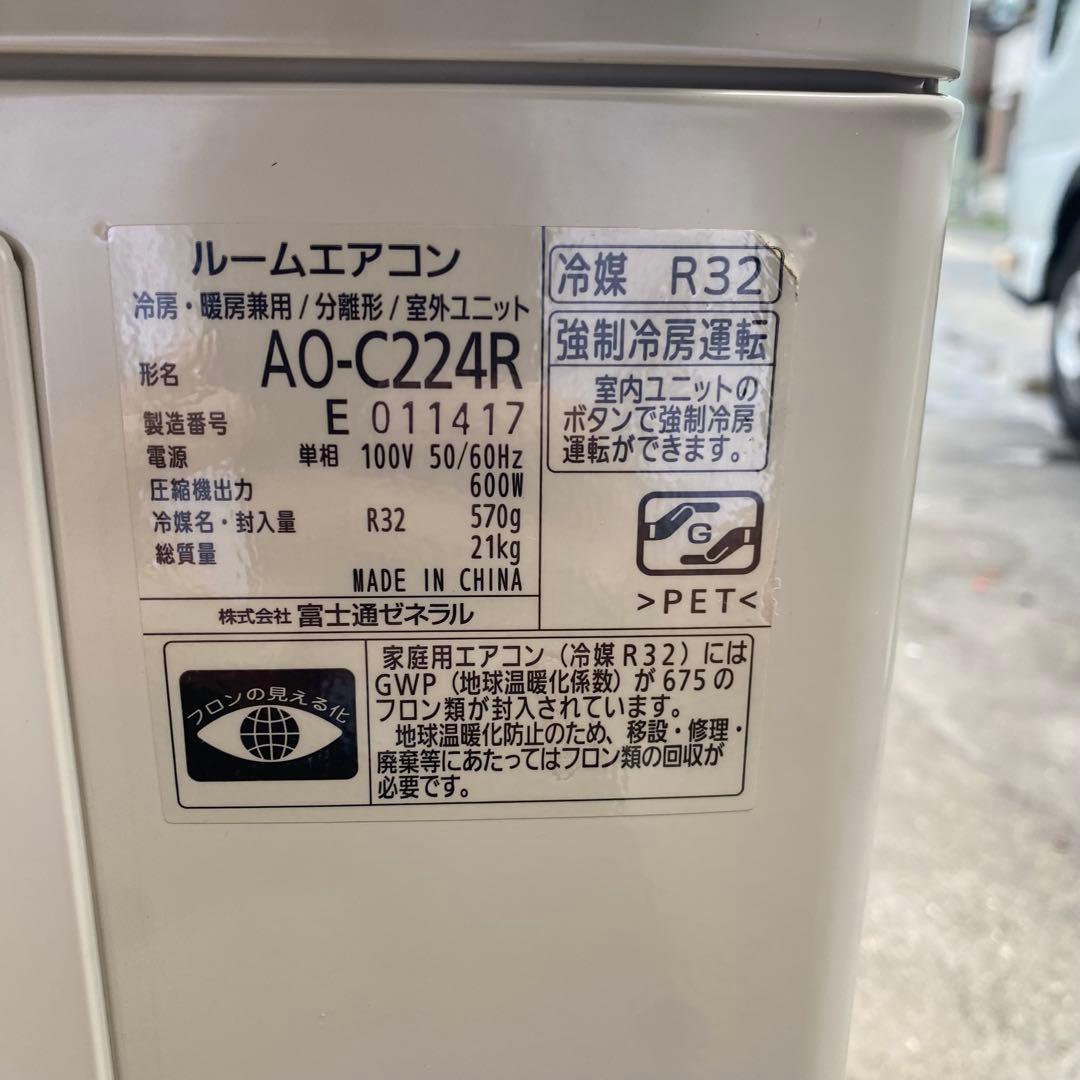 ルームエアコン
冷房・暖房兼用/分離形/室外ユニット
形名 AO-C224R
製造番号 E 011417
電源 単相 100V 50/60Hz
圧縮機出力 600W
冷媒名・封入量 R32 570g
総質量 21kg
MADE IN CHINA
株式会社 富士通ゼネラル
冷媒 R32
強制冷房運転
室内ユニットの
ボタンで強制冷房
運転ができます。
G
>PET<
フロンの見える化
家庭用エアコン(冷媒R32)には
GWP(地球温暖化係数)が675の
フロン類が封入されています。
地球温暖化防止のため、移設・修理・
廃棄等にあたってはフロン類の回収が
必要です。